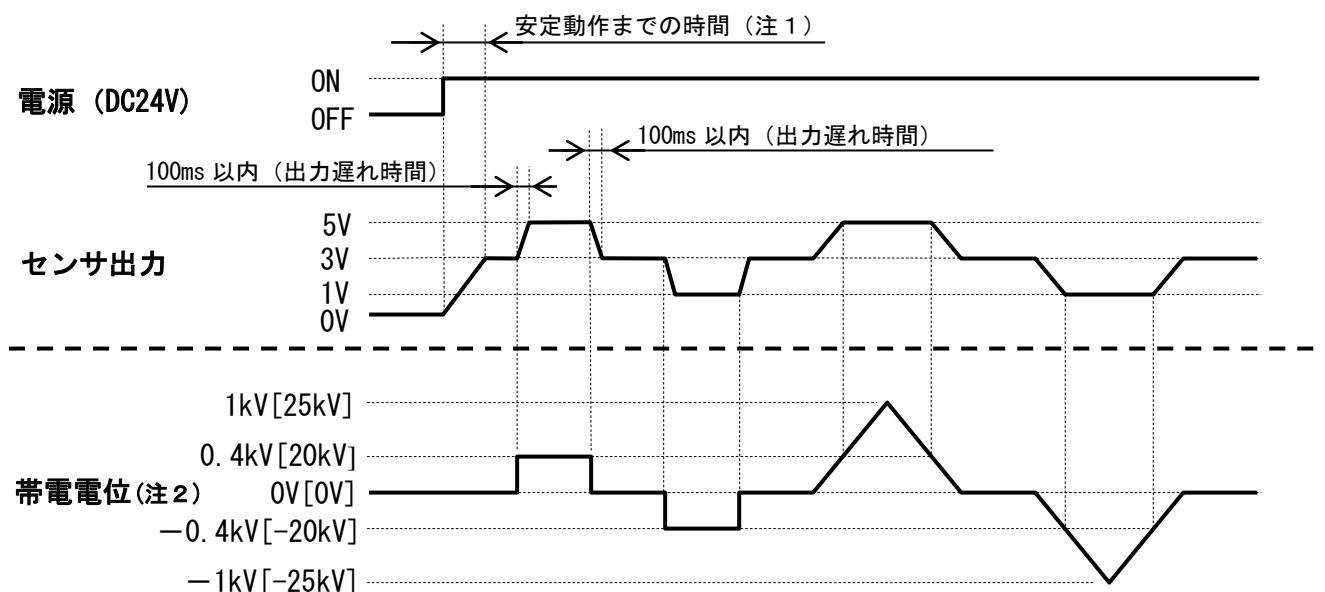 安定動作までの時間（注１）
電源（DC24V）
ON
OFF
100ms 以内（出力遅れ時間）
100ms 以内（出力遅れ時間）
センサ出力
5V
3V
1V
0V
1kV[25kV]
0.4kV[20kV]
帯電電位(注２)
0V[0V]
－0.4kV[-20kV]
－1kV[-25kV]